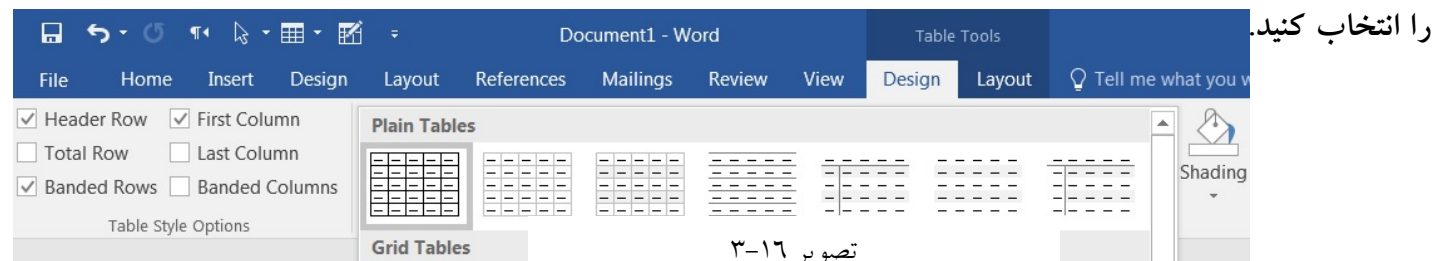 را انتخاب کنید.
Document1 - Word
Table Tools
File Home Insert Design Layout References Mailings Review View Design Layout Tell me what you
Header Row First Column
Total Row Last Column
Banded Rows Banded Columns
Table Style Options
Plain Tables
Shading
Grid Tables
تصویر ۱۶-۳